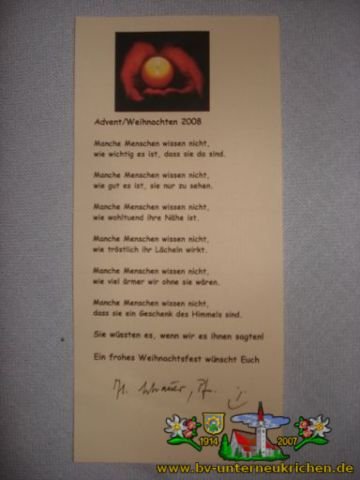 Advent/Weihnachten 2008
Manche Menschen wissen nicht,
wie wichtig es ist, dass sie da sind.
Manche Menschen wissen nicht,
wie gut es ist, sie nur zu sehen.
Manche Menschen wissen nicht,
wie wohltuend ihre Nähe ist.
Manche Menschen wissen nicht,
wie tröstlich ihr Lächeln wirkt.
Manche Menschen wissen nicht,
wie viel ärmer wir ohne sie wären.
Manche Menschen wissen nicht,
dass sie ein Geschenk des Himmels sind.
Sie wüssten es, wenn wir es ihnen sagten!
Ein frohes Weihnachtsfest wünscht Euch
1914 2007
www.bv-unterneukirchen.de